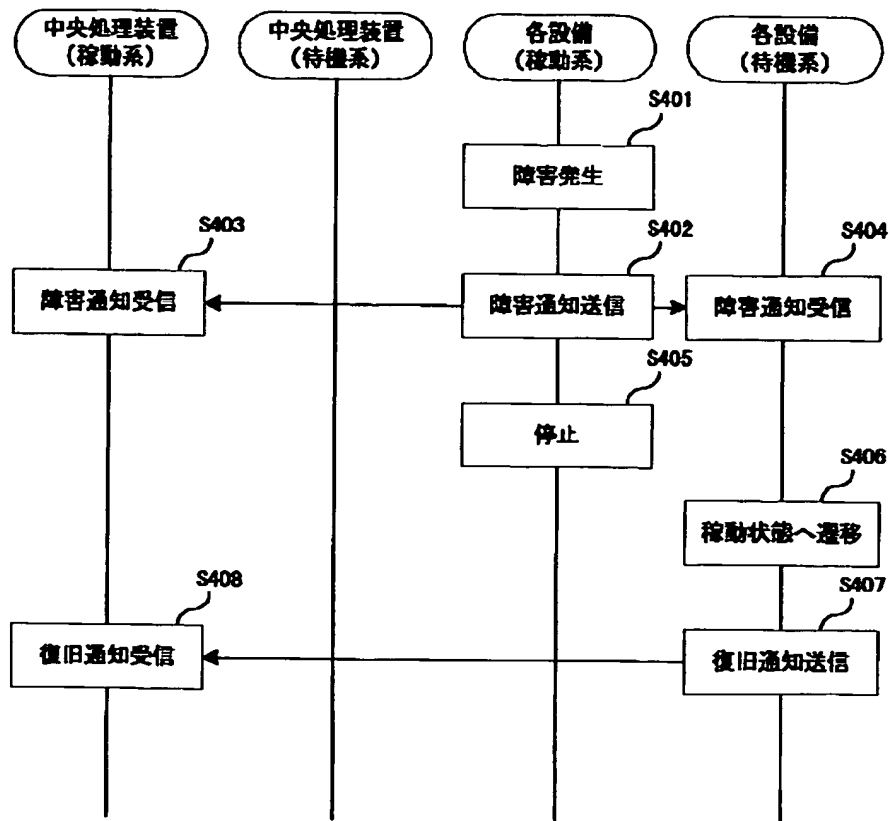 中央処理装置
(稼動系)
中央処理装置
(待機系)
各設備
(稼動系)
各設備
(待機系)
S401
障害発生
S403
障害通知受信
S402
障害通知送信
S404
障害通知受信
S405
停止
S406
稼動状態へ遷移
S408
復旧通知受信
S407
復旧通知送信